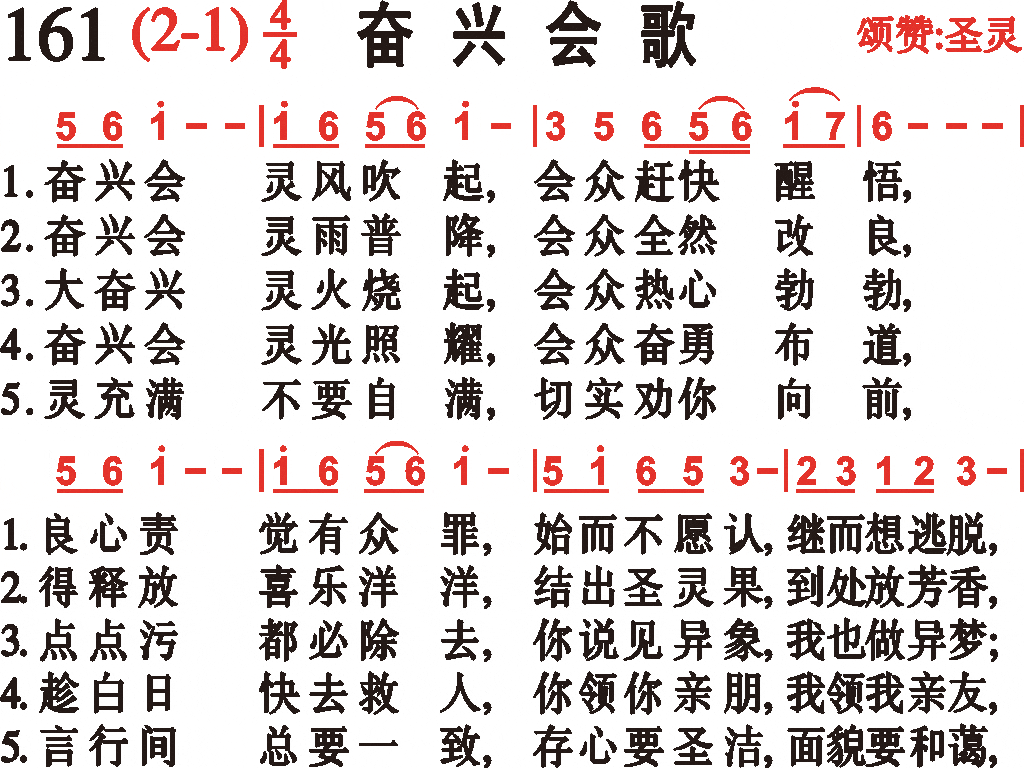 161 (2-1) 4/4 奋兴会歌 颂赞:圣灵
5 6 i - - | i 6 5 6 i - | 3 5 6 5 6 i 7 | 6 - - - |
1.奋兴会 灵风吹起,会众赶快醒悟,
2.奋兴会 灵雨普降,会众全然改良,
3.大奋兴 灵火烧起,会众热心勃勃,
4.奋兴会 灵光照耀,会众奋勇布道,
5.灵充满 不要自满,切实劝你向前,
5 6 i - - | i 6 5 6 i - | 5 i 6 5 3 - | 2 3 1 2 3 - |
1.良心责 觉有众罪,始而不愿认,继而想逃脱,
2.得释放 喜乐洋洋,结出圣灵果,到处放芳香,
3.点点污 都必除去,你说见异象,我也做异梦;
4.趁白日 快去救人,你领你亲朋,我领我亲友,
5.言行间 总要一致,存心要圣洁,面貌要和蔼,